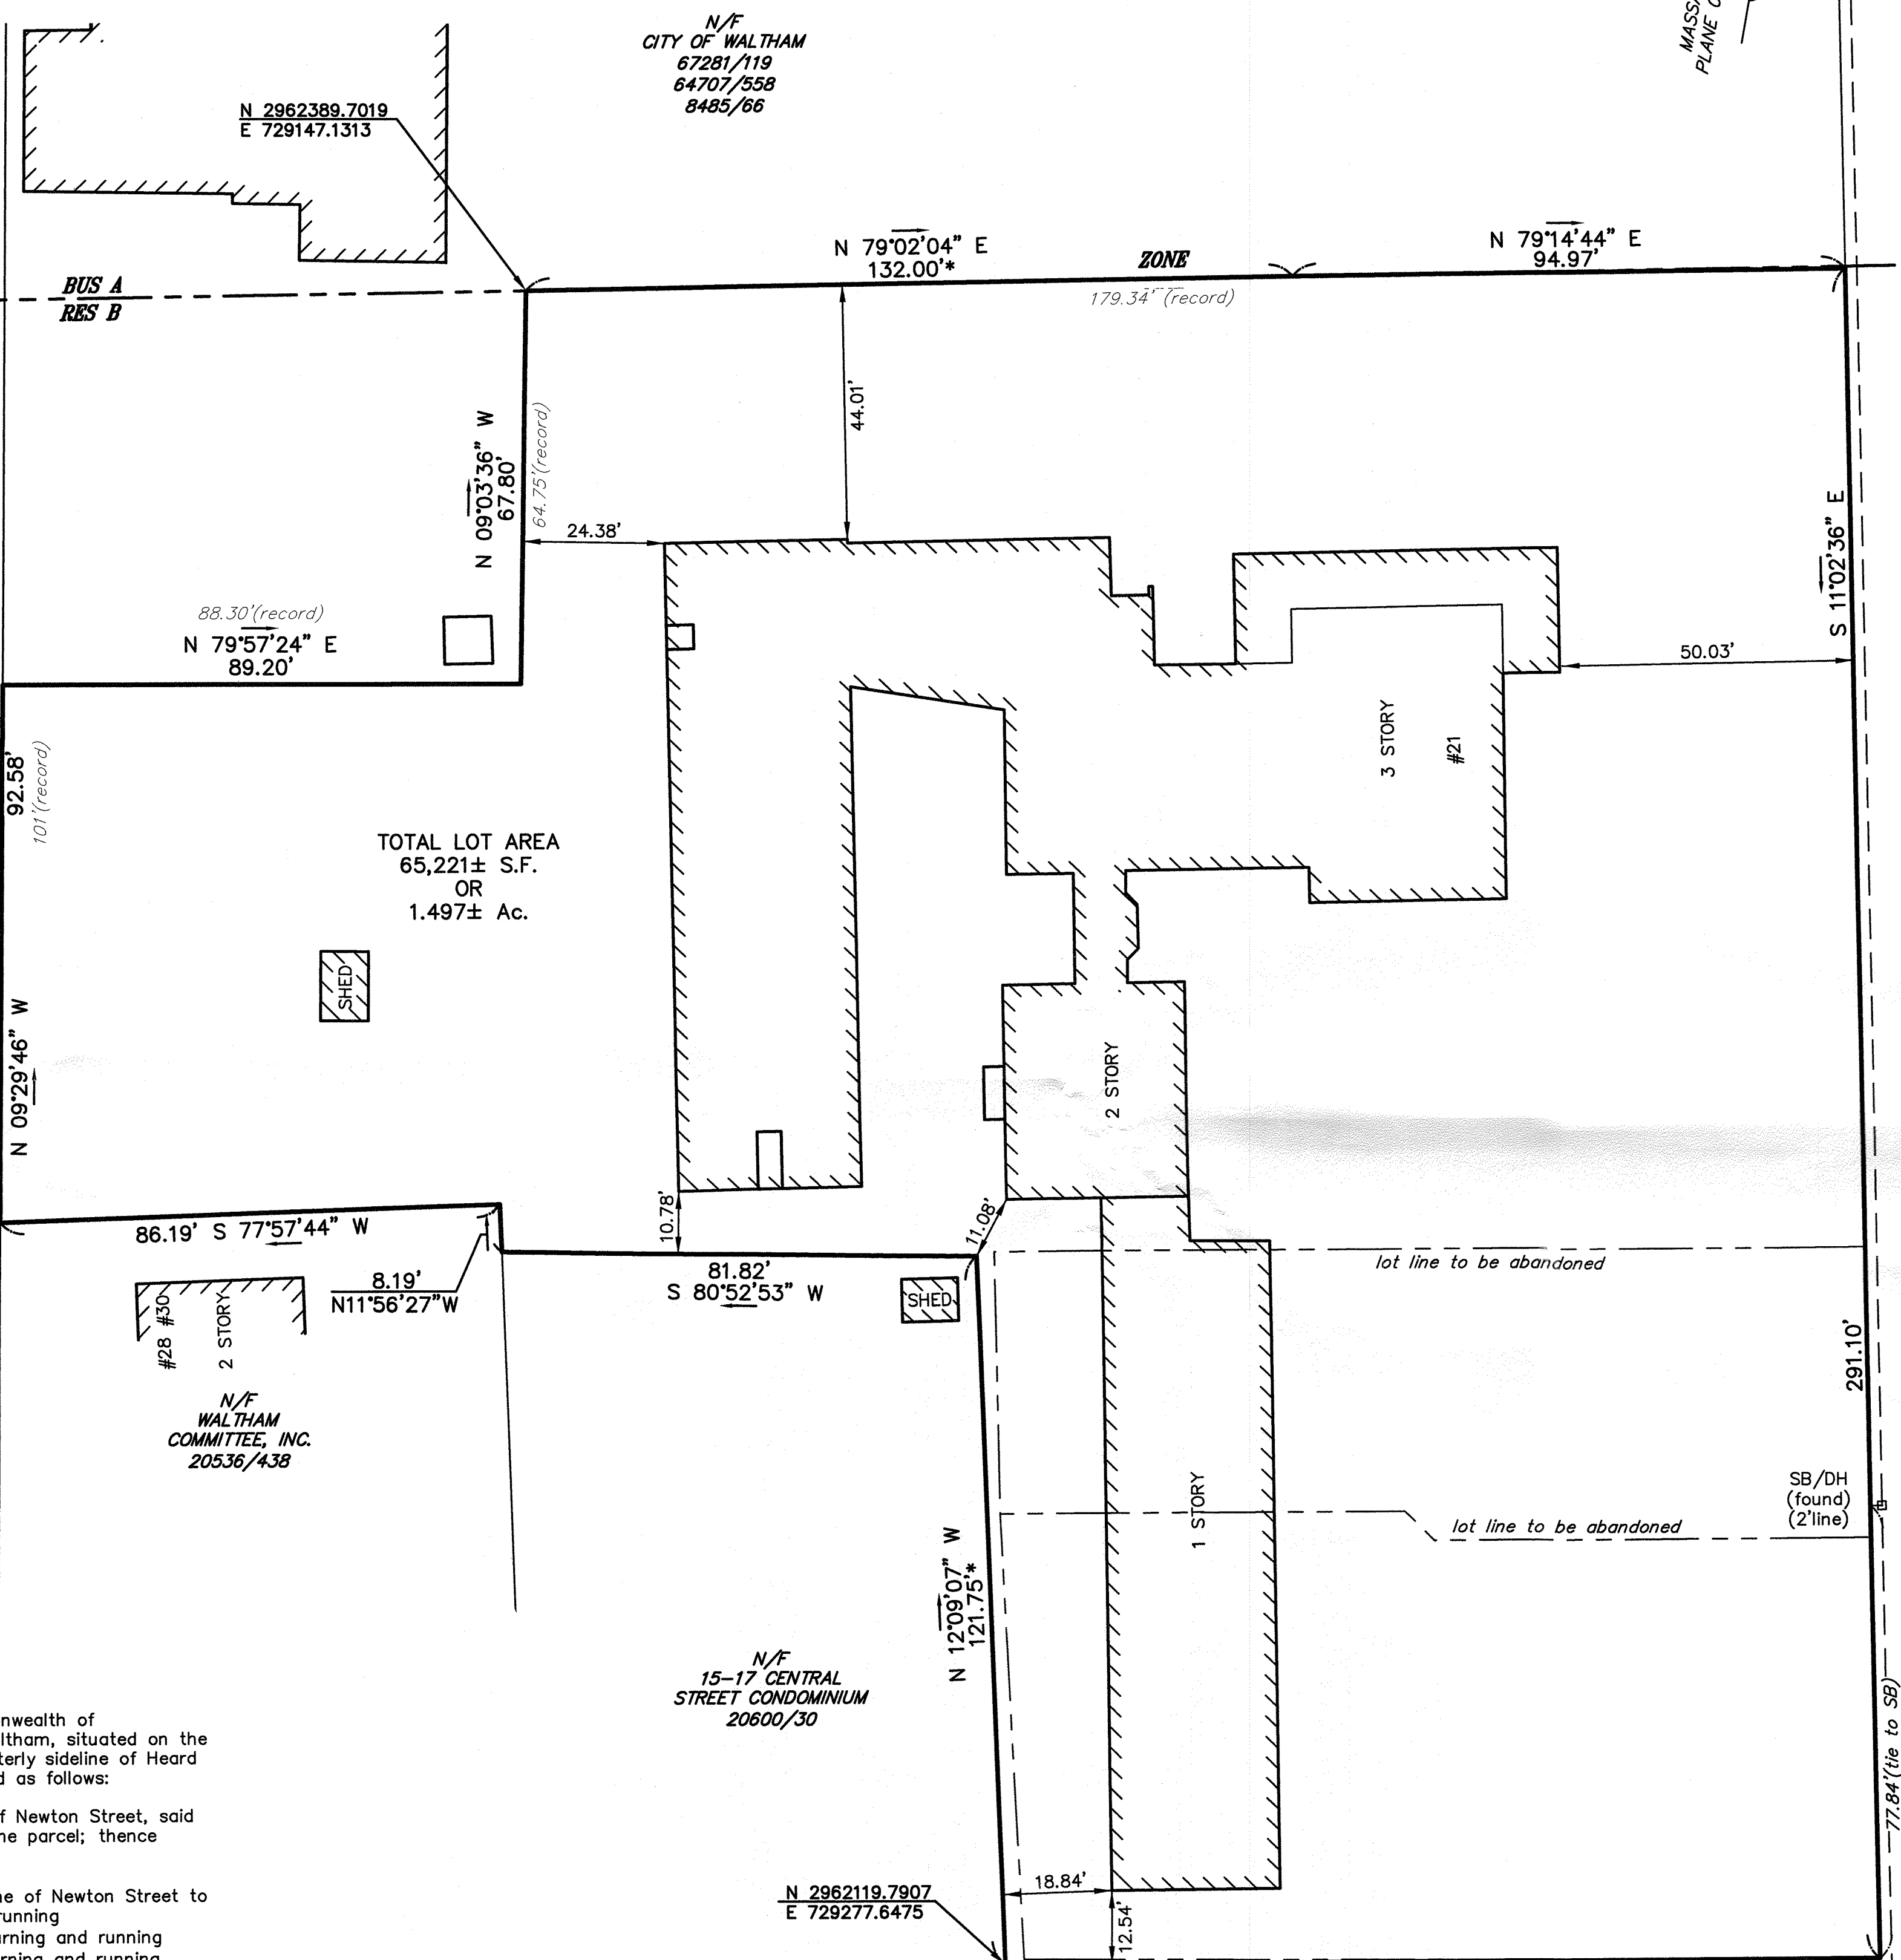 MASSA
PLANE C
N/F
CITY OF WALTHAM
67281/119
64707/558
8485/66
N 2962389.7019
E 729147.1313
N 79°02'04" E
132.00'*
ZONE
N 79°14'44" E
94.97'
179.34' (record)
BUS A
RES B
44.01'
N 09°03'36" W
67.80'
64.75'(record)
24.38'
S 11°02'36" E
291.10'
88.30'(record)
N 79°57'24" E
89.20'
50.03'
3 STORY
#21
92.58'
101'(record)
N 09°29'46" W
TOTAL LOT AREA
65,221± S.F.
OR
1.497± Ac.
SHED
2 STORY
86.19' S 77°57'44" W
10.78'
11.08'
8.19'
N11°56'27"W
81.82'
S 80°52'53" W
SHED
lot line to be abandoned
#28 #30
2 STORY
N/F
WALTHAM
COMMITTEE, INC.
20536/438
1 STORY
SB/DH
(found)
(2'line)
lot line to be abandoned
N 12°09'07" W
121.75'*
N/F
15-17 CENTRAL
STREET CONDOMINIUM
20600/30
77.84'(tie to SB)
nwealth of
ltham, situated on the
terly sideline of Heard
d as follows:
f Newton Street, said
ne parcel; thence
ne of Newton Street to
running
urning and running
rning and running
N 2962119.7907
E 729277.6475
18.84'
12.54'